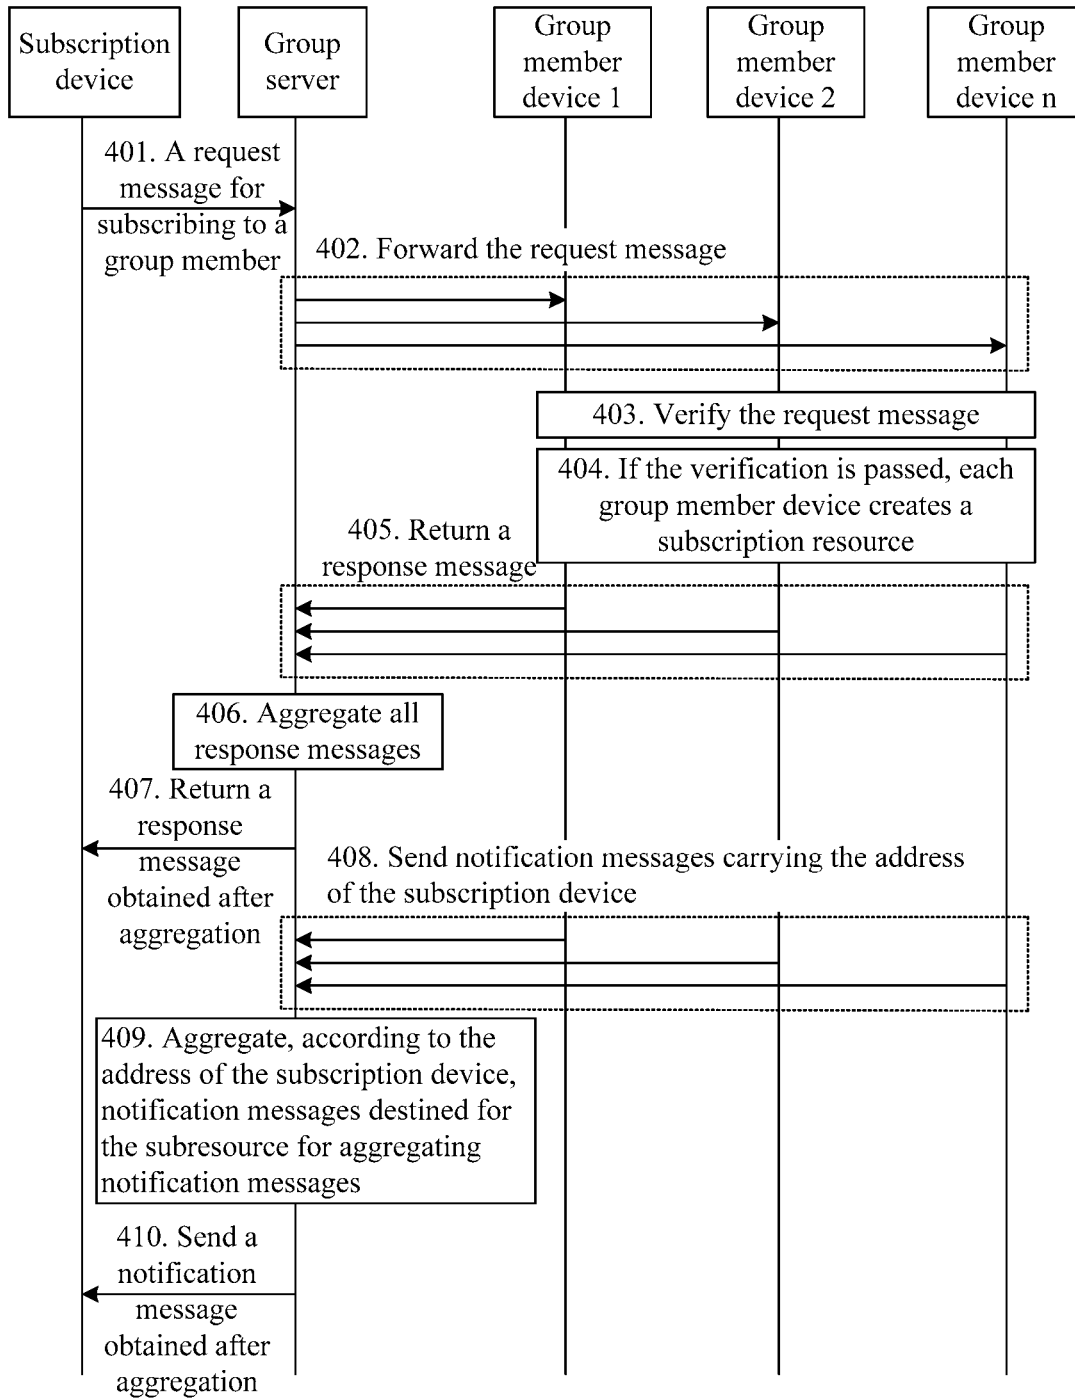 Subscription
device
Group
server
Group
member
device 1
Group
member
device 2
Group
member
device n
401. A request
message for
subscribing to a
group member
402. Forward the request message
403. Verify the request message
404. If the verification is passed, each
group member device creates a
subscription resource
405. Return a
response message
406. Aggregate all
response messages
407. Return a
response
message
obtained after
aggregation
408. Send notification messages carrying the address
of the subscription device
409. Aggregate, according to the
address of the subscription device,
notification messages destined for
the subresource for aggregating
notification messages
410. Send a
notification
message
obtained after
aggregation